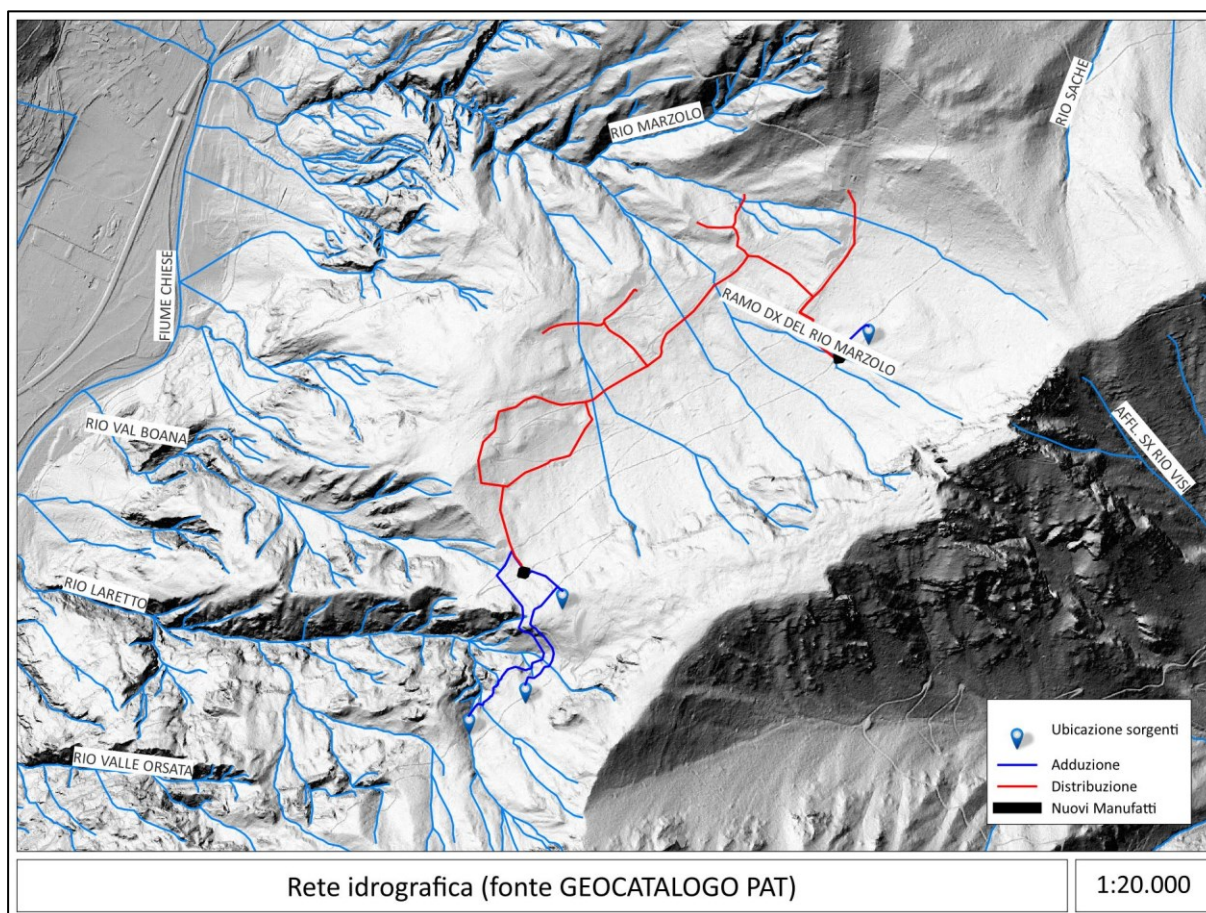 RIO SACHE
RIO MARZOLO
FIUME CHIESE
RAMO DX DEL RIO MARZOLO
AFFL. SX RIO VISI
RIO VAL BOANA
RIO LARETTO
RIO VALLE ORSATA
Ubicazione sorgenti
Adduzione
Distribuzione
Nuovi Manufatti
Rete idrografica (fonte GEOCATALOGO PAT)
1:20.000